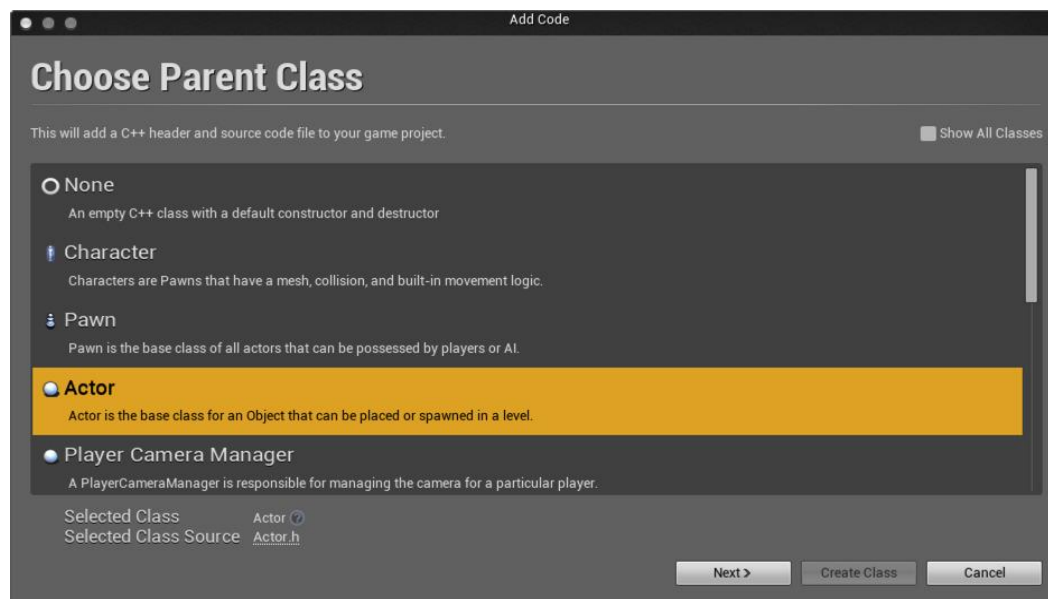 Add Code
Choose Parent Class
This will add a C++ header and source code file to your game project.
Show All Classes
None
An empty C++ class with a default constructor and destructor
Character
Characters are Pawns that have a mesh, collision, and built-in movement logic.
Pawn
Pawn is the base class of all actors that can be possessed by players or AI.
Actor
Actor is the base class for an Object that can be placed or spawned in a level.
Player Camera Manager
A PlayerCameraManager is responsible for managing the camera for a particular player.
Selected Class Actor ?
Selected Class Source Actor.h
Next > Create Class Cancel